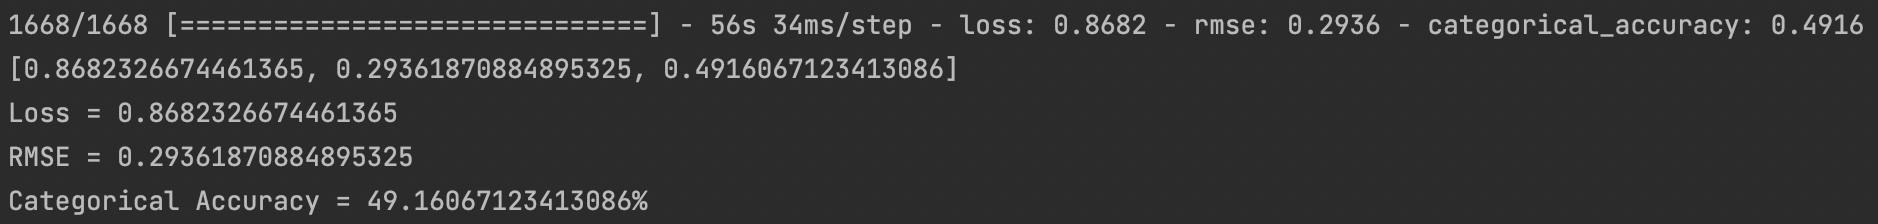 1668/1668 [==============================] - 56s 34ms/step - loss: 0.8682 - rmse: 0.2936 - categorical_accuracy: 0.4916
[0.8682326674461365, 0.29361870884895325, 0.4916067123413086]
Loss = 0.8682326674461365
RMSE = 0.29361870884895325
Categorical Accuracy = 49.16067123413086%